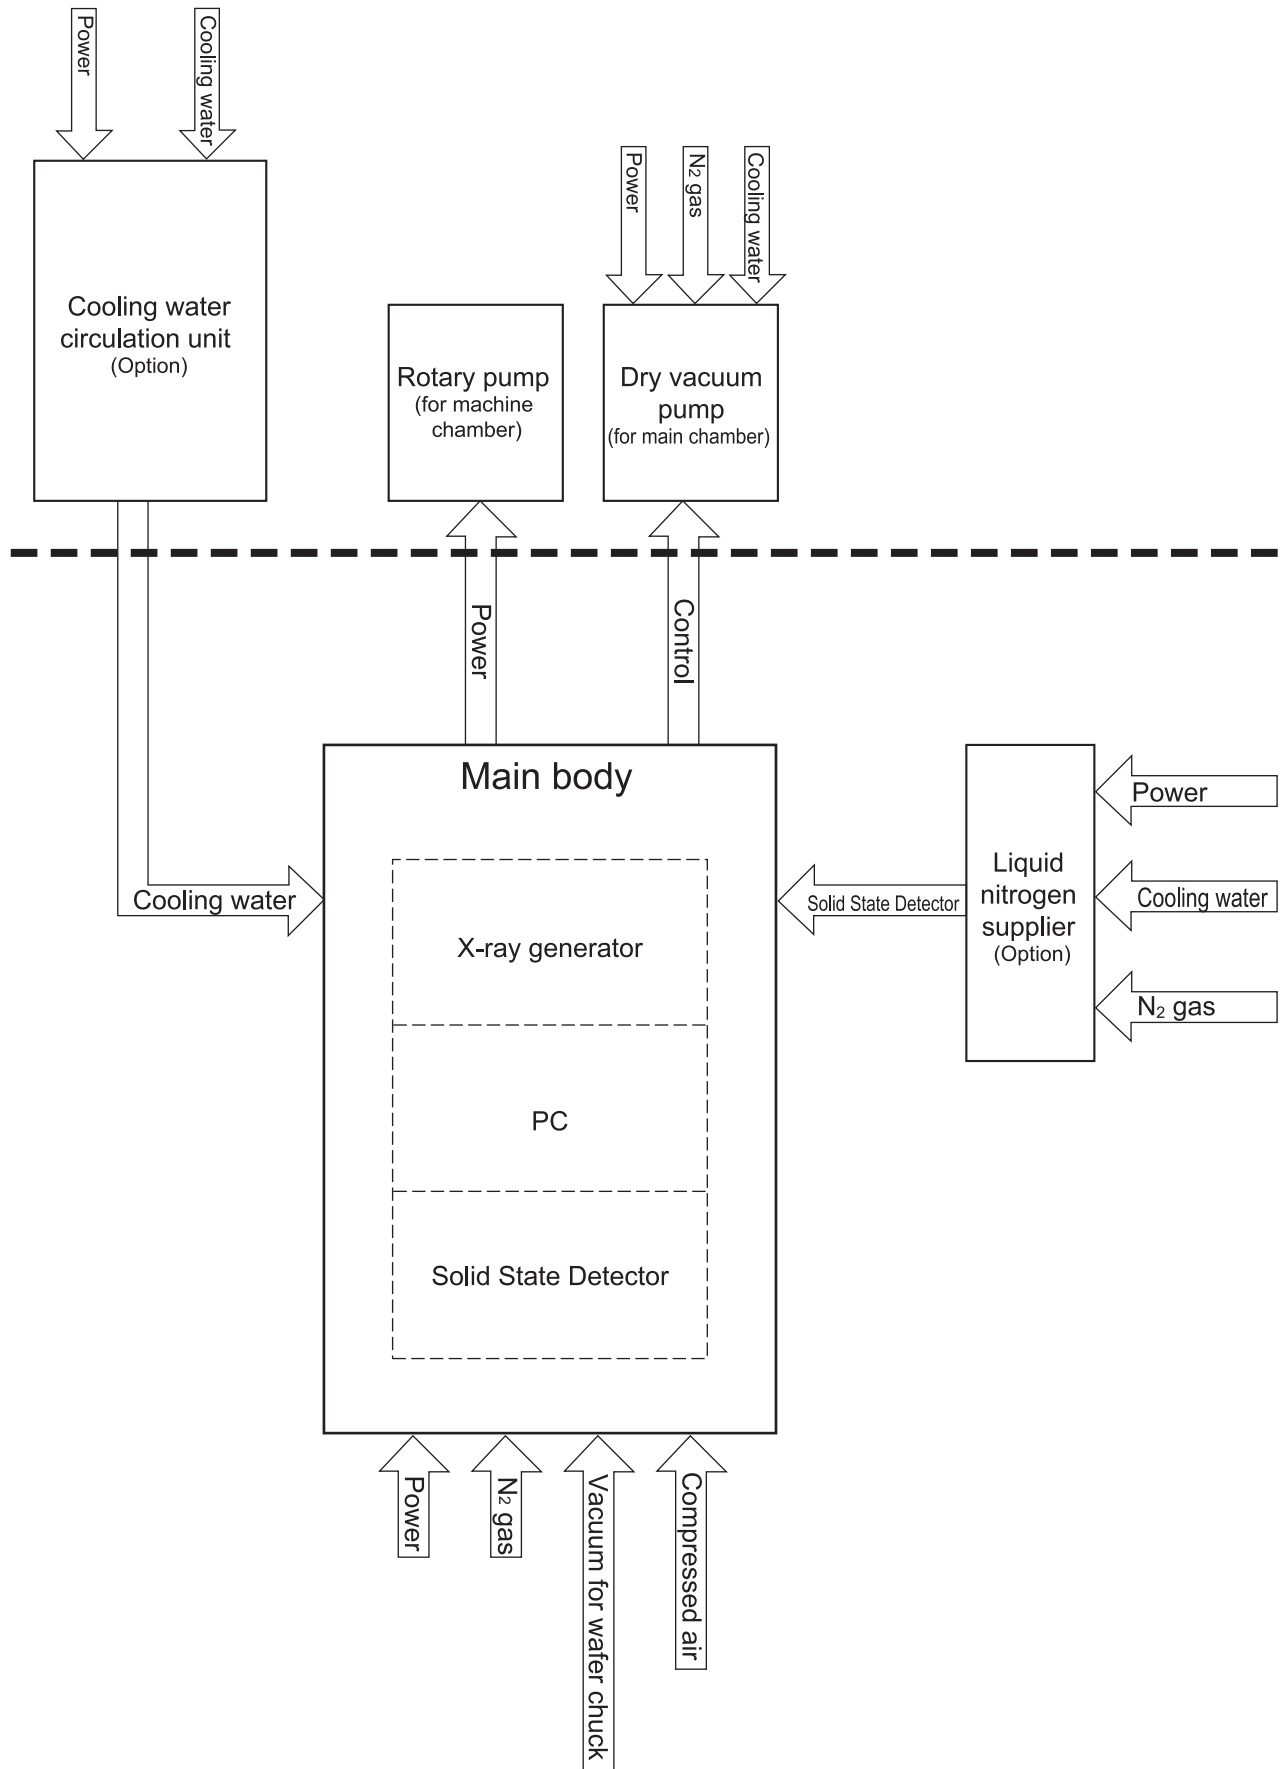 Power
Cooling water
Power
N₂ gas
Cooling water
Cooling water
circulation unit
(Option)
Rotary pump
(for machine
chamber)
Dry vacuum
pump
(for main chamber)
Power
Control
Main body
Power
Cooling water
Solid State Detector
Liquid
nitrogen
supplier
(Option)
Cooling water
X-ray generator
N₂ gas
PC
Solid State Detector
Power
N₂ gas
Vacuum for wafer chuck
Compressed air